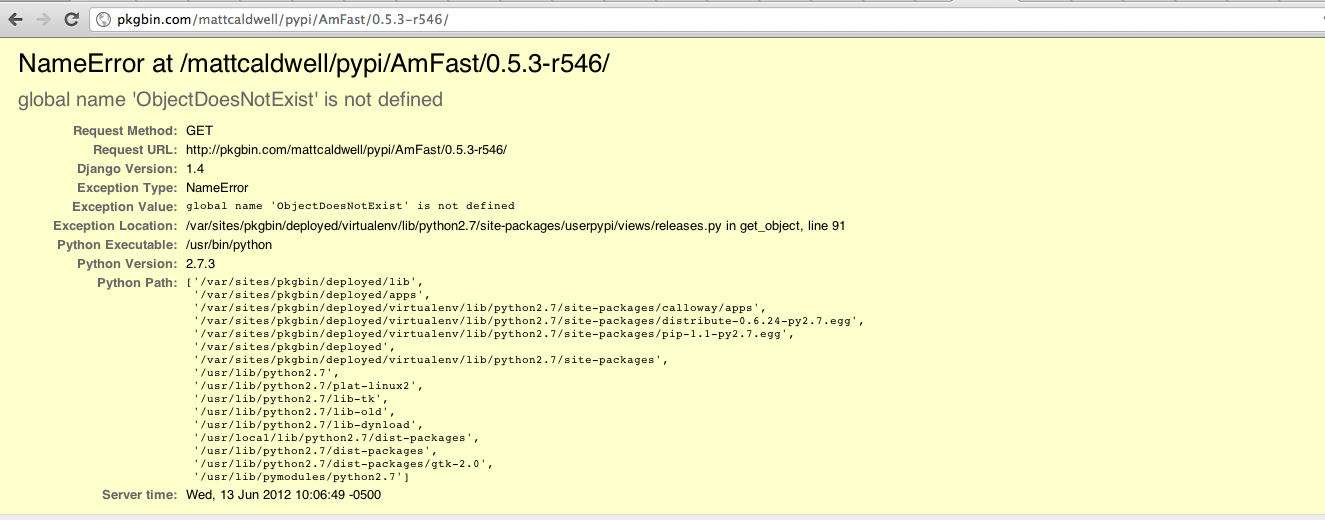 pkgbin.com/mattcaldwell/pypi/AmFast/0.5.3-r546/
NameError at /mattcaldwell/pypi/AmFast/0.5.3-r546/
global name 'ObjectDoesNotExist' is not defined
Request Method: GET
Request URL: http://pkgbin.com/mattcaldwell/pypi/AmFast/0.5.3-r546/
Django Version: 1.4
Exception Type: NameError
Exception Value: global name 'ObjectDoesNotExist' is not defined
Exception Location: /var/sites/pkgbin/deployed/virtualenv/lib/python2.7/site-packages/userpypi/views/releases.py in get_object, line 91
Python Executable: /usr/bin/python
Python Version: 2.7.3
Python Path: ['/var/sites/pkgbin/deployed/lib',
'/var/sites/pkgbin/deployed/apps',
'/var/sites/pkgbin/deployed/virtualenv/lib/python2.7/site-packages/calloway/apps',
'/var/sites/pkgbin/deployed/virtualenv/lib/python2.7/site-packages/distribute-0.6.24-py2.7.egg',
'/var/sites/pkgbin/deployed/virtualenv/lib/python2.7/site-packages/pip-1.1-py2.7.egg',
'/var/sites/pkgbin/deployed',
'/var/sites/pkgbin/deployed/virtualenv/lib/python2.7/site-packages',
'/usr/lib/python2.7',
'/usr/lib/python2.7/plat-linux2',
'/usr/lib/python2.7/lib-tk',
'/usr/lib/python2.7/lib-old',
'/usr/lib/python2.7/lib-dynload',
'/usr/local/lib/python2.7/dist-packages',
'/usr/lib/python2.7/dist-packages',
'/usr/lib/python2.7/dist-packages/gtk-2.0',
'/usr/lib/pymodules/python2.7']
Server time: Wed, 13 Jun 2012 10:06:49 -0500